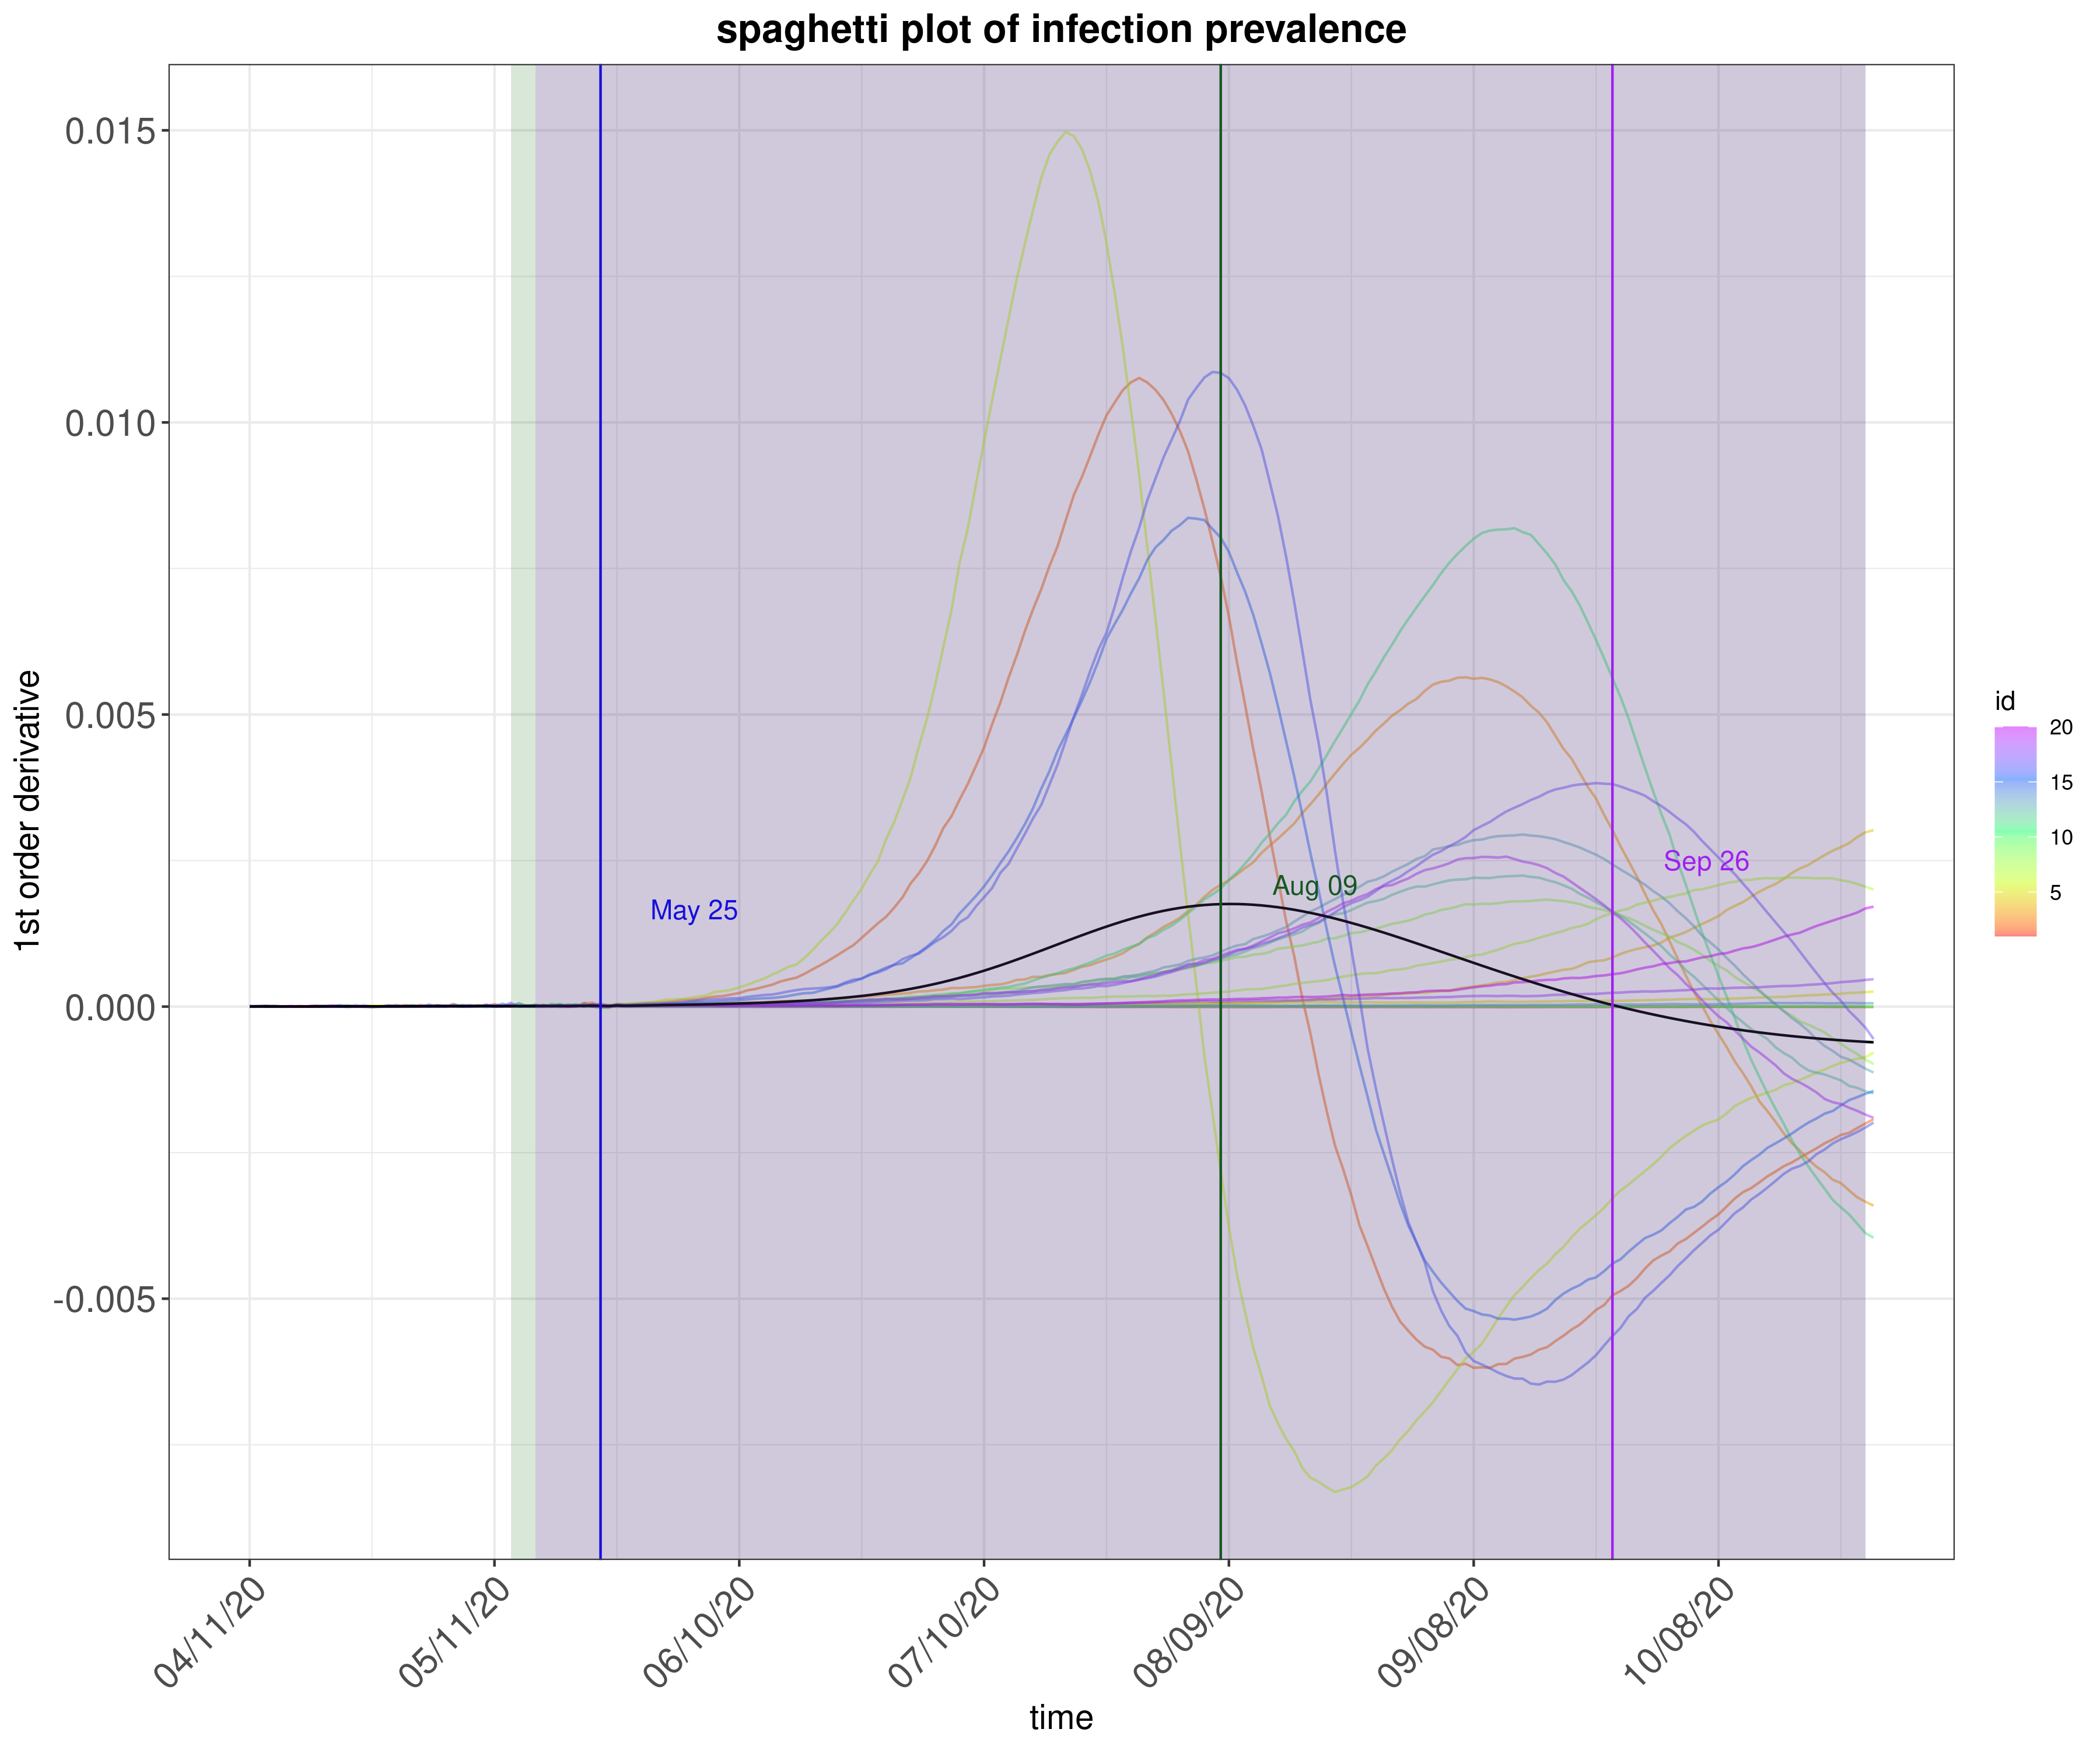 spaghetti plot of infection prevalence
1st order derivative
0.015
0.010
0.005
0.000
-0.005
May 25
Aug 09
Sep 26
id
20
15
10
5
04/11/20
05/11/20
06/10/20
07/10/20
08/09/20
09/08/20
10/08/20
time